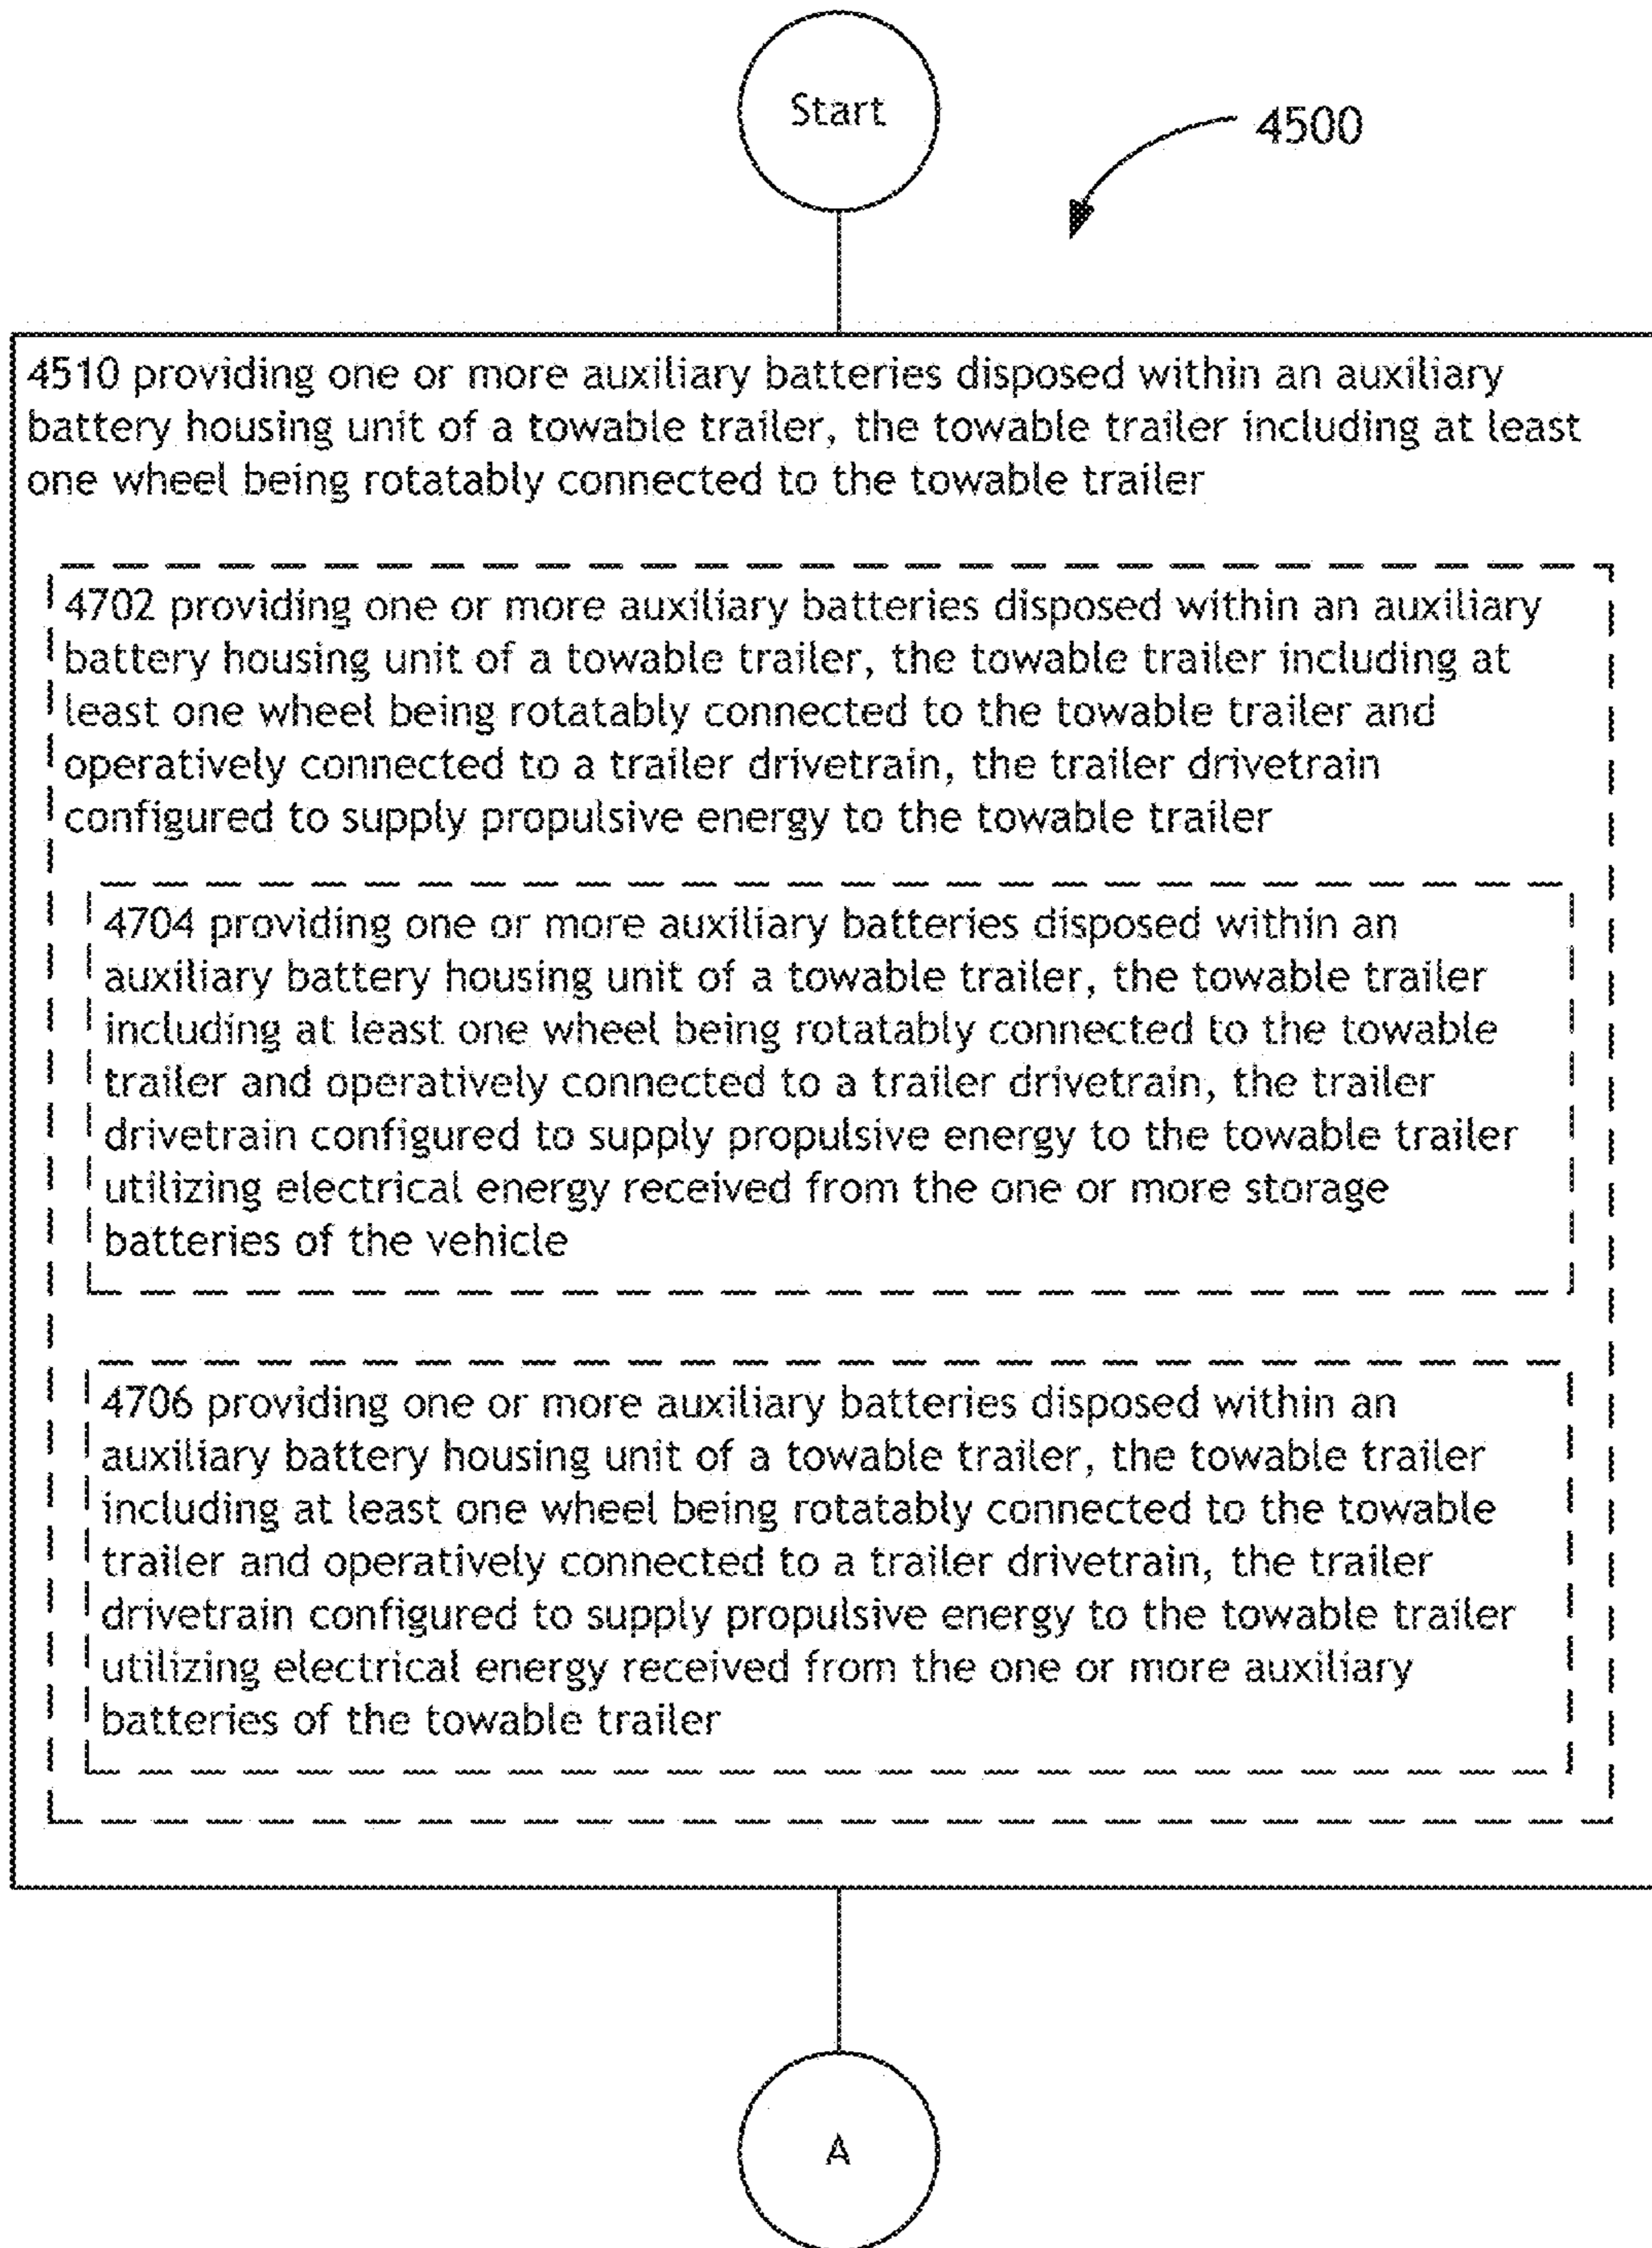 Start
4500
4510 providing one or more auxiliary batteries disposed within an auxiliary
battery housing unit of a towable trailer, the towable trailer including at least
one wheel being rotatably connected to the towable trailer
4702 providing one or more auxiliary batteries disposed within an auxiliary
battery housing unit of a towable trailer, the towable trailer including at
least one wheel being rotatably connected to the towable trailer and
operatively connected to a trailer drivetrain, the trailer drivetrain
configured to supply propulsive energy to the towable trailer
4704 providing one or more auxiliary batteries disposed within an
auxiliary battery housing unit of a towable trailer, the towable trailer
including at least one wheel being rotatably connected to the towable
trailer and operatively connected to a trailer drivetrain, the trailer
drivetrain configured to supply propulsive energy to the towable trailer
utilizing electrical energy received from the one or more storage
batteries of the vehicle
4706 providing one or more auxiliary batteries disposed within an
auxiliary battery housing unit of a towable trailer, the towable trailer
including at least one wheel being rotatably connected to the towable
trailer and operatively connected to a trailer drivetrain, the trailer
drivetrain configured to supply propulsive energy to the towable trailer
utilizing electrical energy received from the one or more auxiliary
batteries of the towable trailer
A